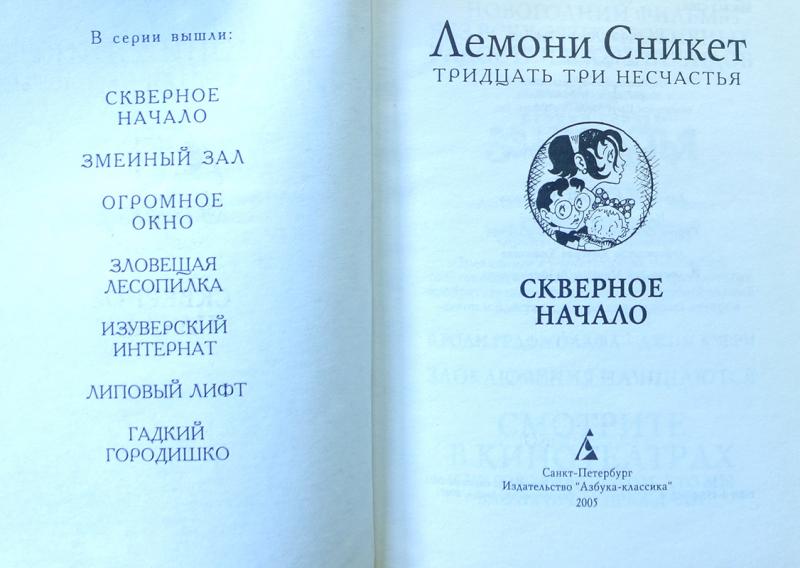 В серии вышли:
СКВЕРНОЕ
НАЧАЛО
ЗМЕИНЫЙ ЗАЛ
ОГРОМНОЕ
ОКНО
ЗЛОВЕЩАЯ
ЛЕСОПИЛКА
ИЗУВЕРСКИЙ
ИНТЕРНАТ
ЛИПОВЫЙ ЛИФТ
ГАДКИЙ
ГОРОДИШКО
Лемони Сникет
ТРИДЦАТЬ ТРИ НЕСЧАСТЬЯ
СКВЕРНОЕ
НАЧАЛО
Санкт-Петербург
Издательство "Азбука-классика"
2005